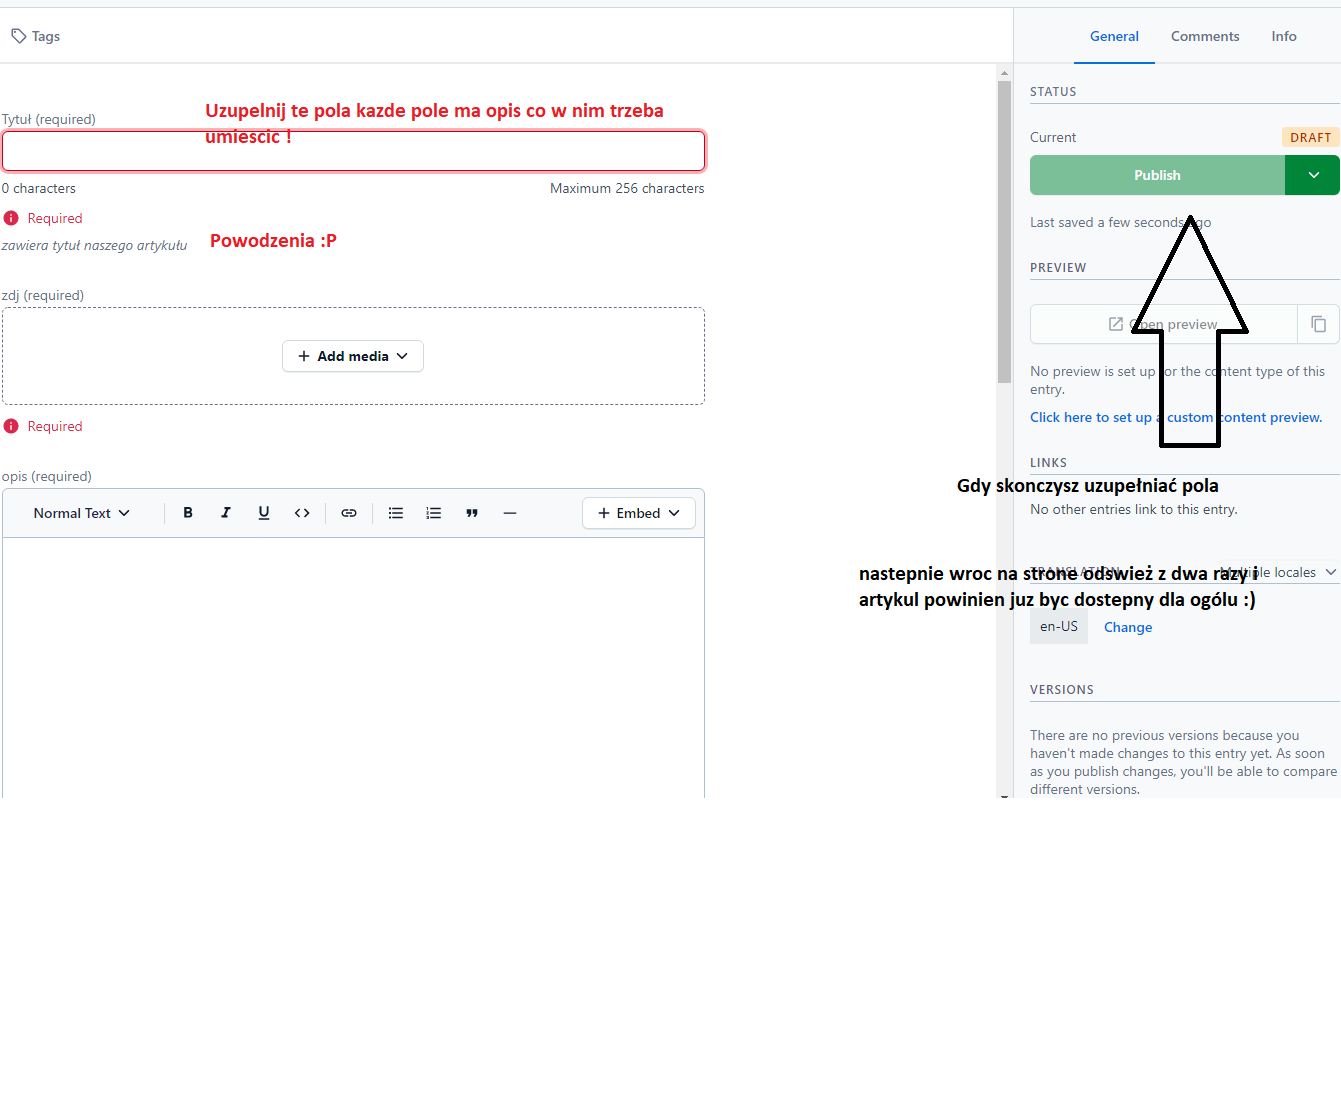 Tags
General
Comments
Info
Uzupelnij te pola kazde pole ma opis co w nim trzeba
umiescic !
Tytuł (required)
0 characters
Maximum 256 characters
Required
zawiera tytuł naszego artykułu
Powodzenia :P
zdj (required)
Add media
Required
opis (required)
Normal Text
B
I
U
Embed
STATUS
Current
DRAFT
Publish
Last saved a few seconds ago
PREVIEW
Open preview
No preview is set up for the content type of this
entry.
Click here to set up a custom content preview.
LINKS
Gdy skonczysz uzupełniać pola
No other entries link to this entry.
TRANSLATION
Multiple locales
nastepnie wroc na strone odswież z dwa razy i
artykul powinien juz byc dostepny dla ogólu :)
en-US
Change
VERSIONS
There are no previous versions because you
haven't made changes to this entry yet. As soon
as you publish changes, you'll be able to compare
different versions.